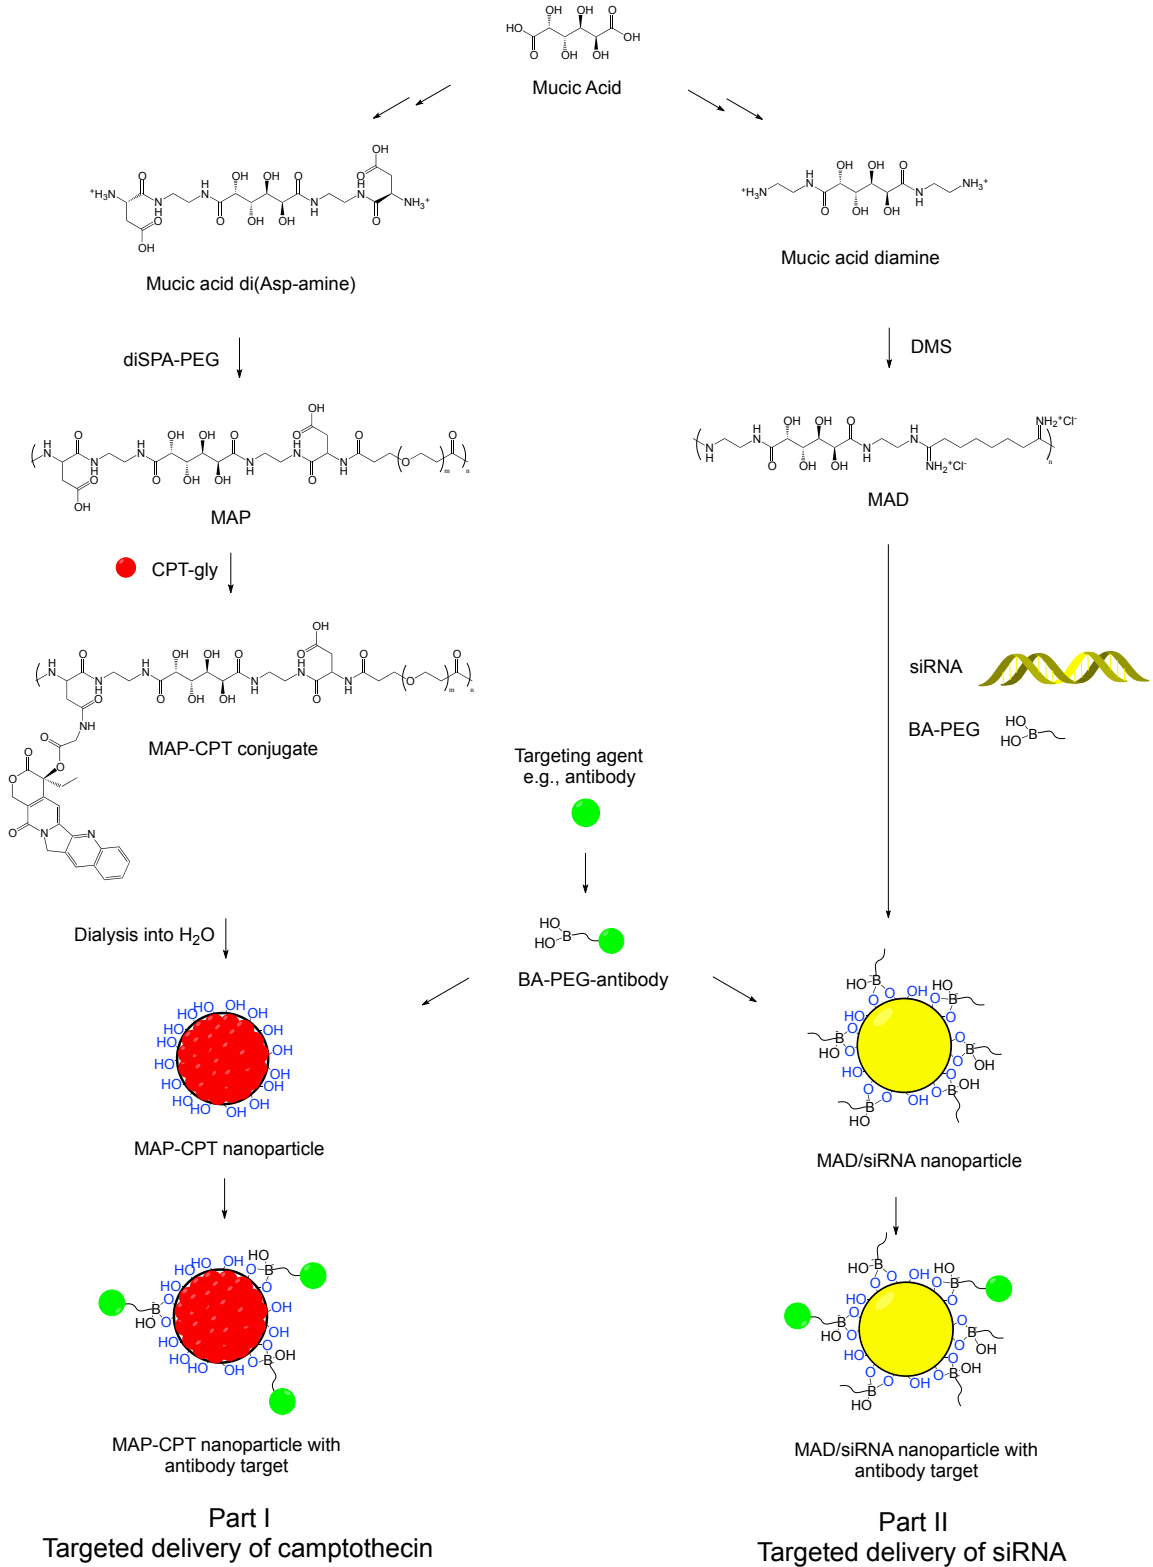 Mucic Acid
Mucic acid di(Asp-amine)
Mucic acid diamine
diSPA-PEG
DMS
MAP
MAD
CPT-gly
siRNA
BA-PEG
MAP-CPT conjugate
Targeting agent
e.g., antibody
Dialysis into H₂O
BA-PEG-antibody
MAP-CPT nanoparticle
MAD/siRNA nanoparticle
MAP-CPT nanoparticle with
antibody target
MAD/siRNA nanoparticle with
antibody target
Part I
Targeted delivery of camptothecin
Part II
Targeted delivery of siRNA